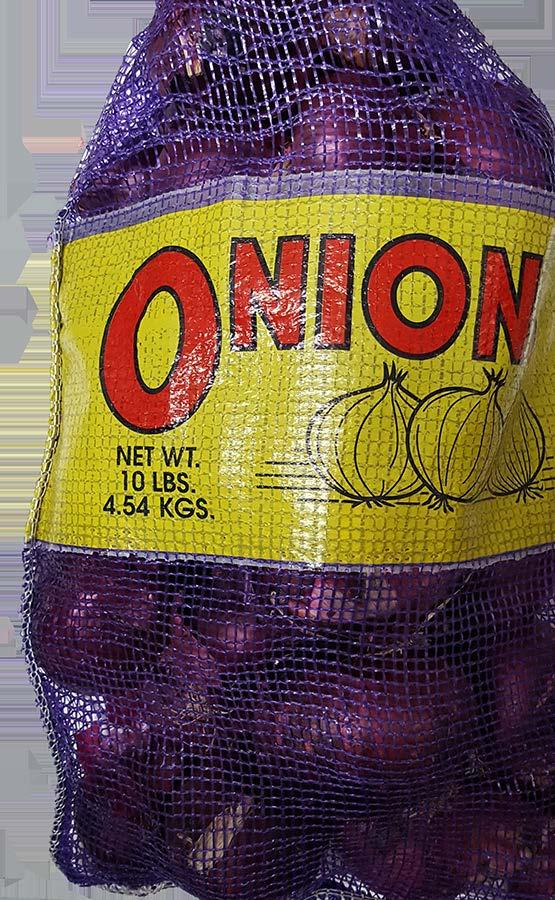 ONION
NET WT.
10 LBS.
4.54 KGS.